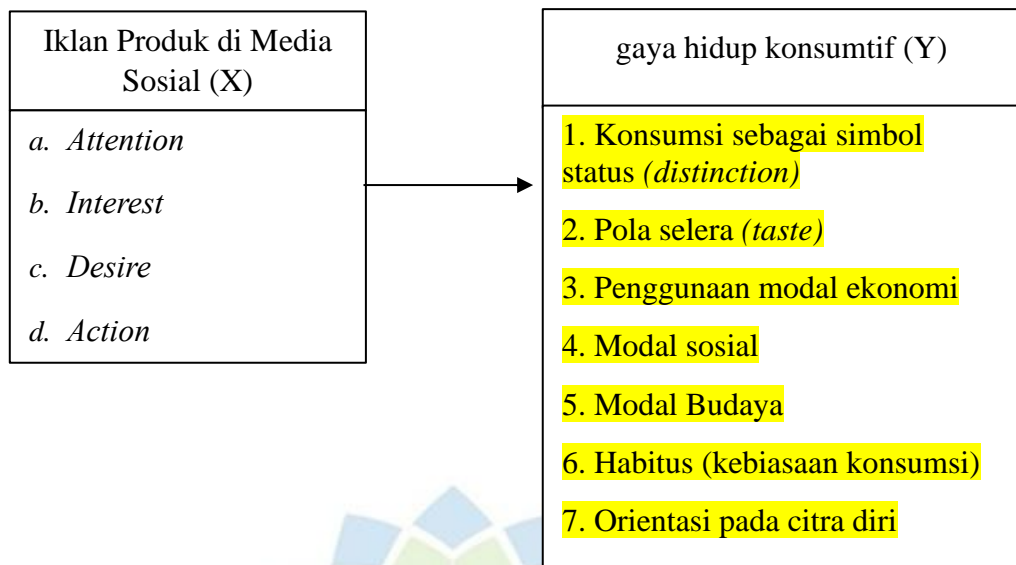 Iklan Produk di Media
Sosial (X)
a. Attention
b. Interest
c. Desire
d. Action
gaya hidup konsumtif (Y)
1. Konsumsi sebagai simbol
status (distinction)
2. Pola selera (taste)
3. Penggunaan modal ekonomi
4. Modal sosial
5. Modal Budaya
6. Habitus (kebiasaan konsumsi)
7. Orientasi pada citra diri